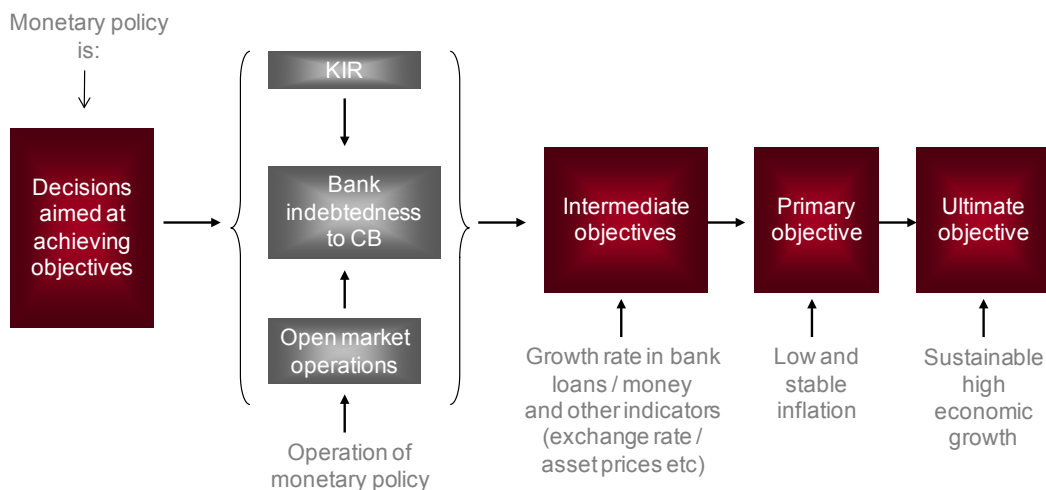 Monetary policy
is:
Decisions
aimed at
achieving
objectives
KIR
Bank
indebtedness
to CB
Open market
operations
Operation of
monetary policy
Intermediate
objectives
Growth rate in bank
loans / money
and other indicators
(exchange rate /
asset prices etc)
Primary
objective
Low and
stable
inflation
Ultimate
objective
Sustainable
high
economic
growth